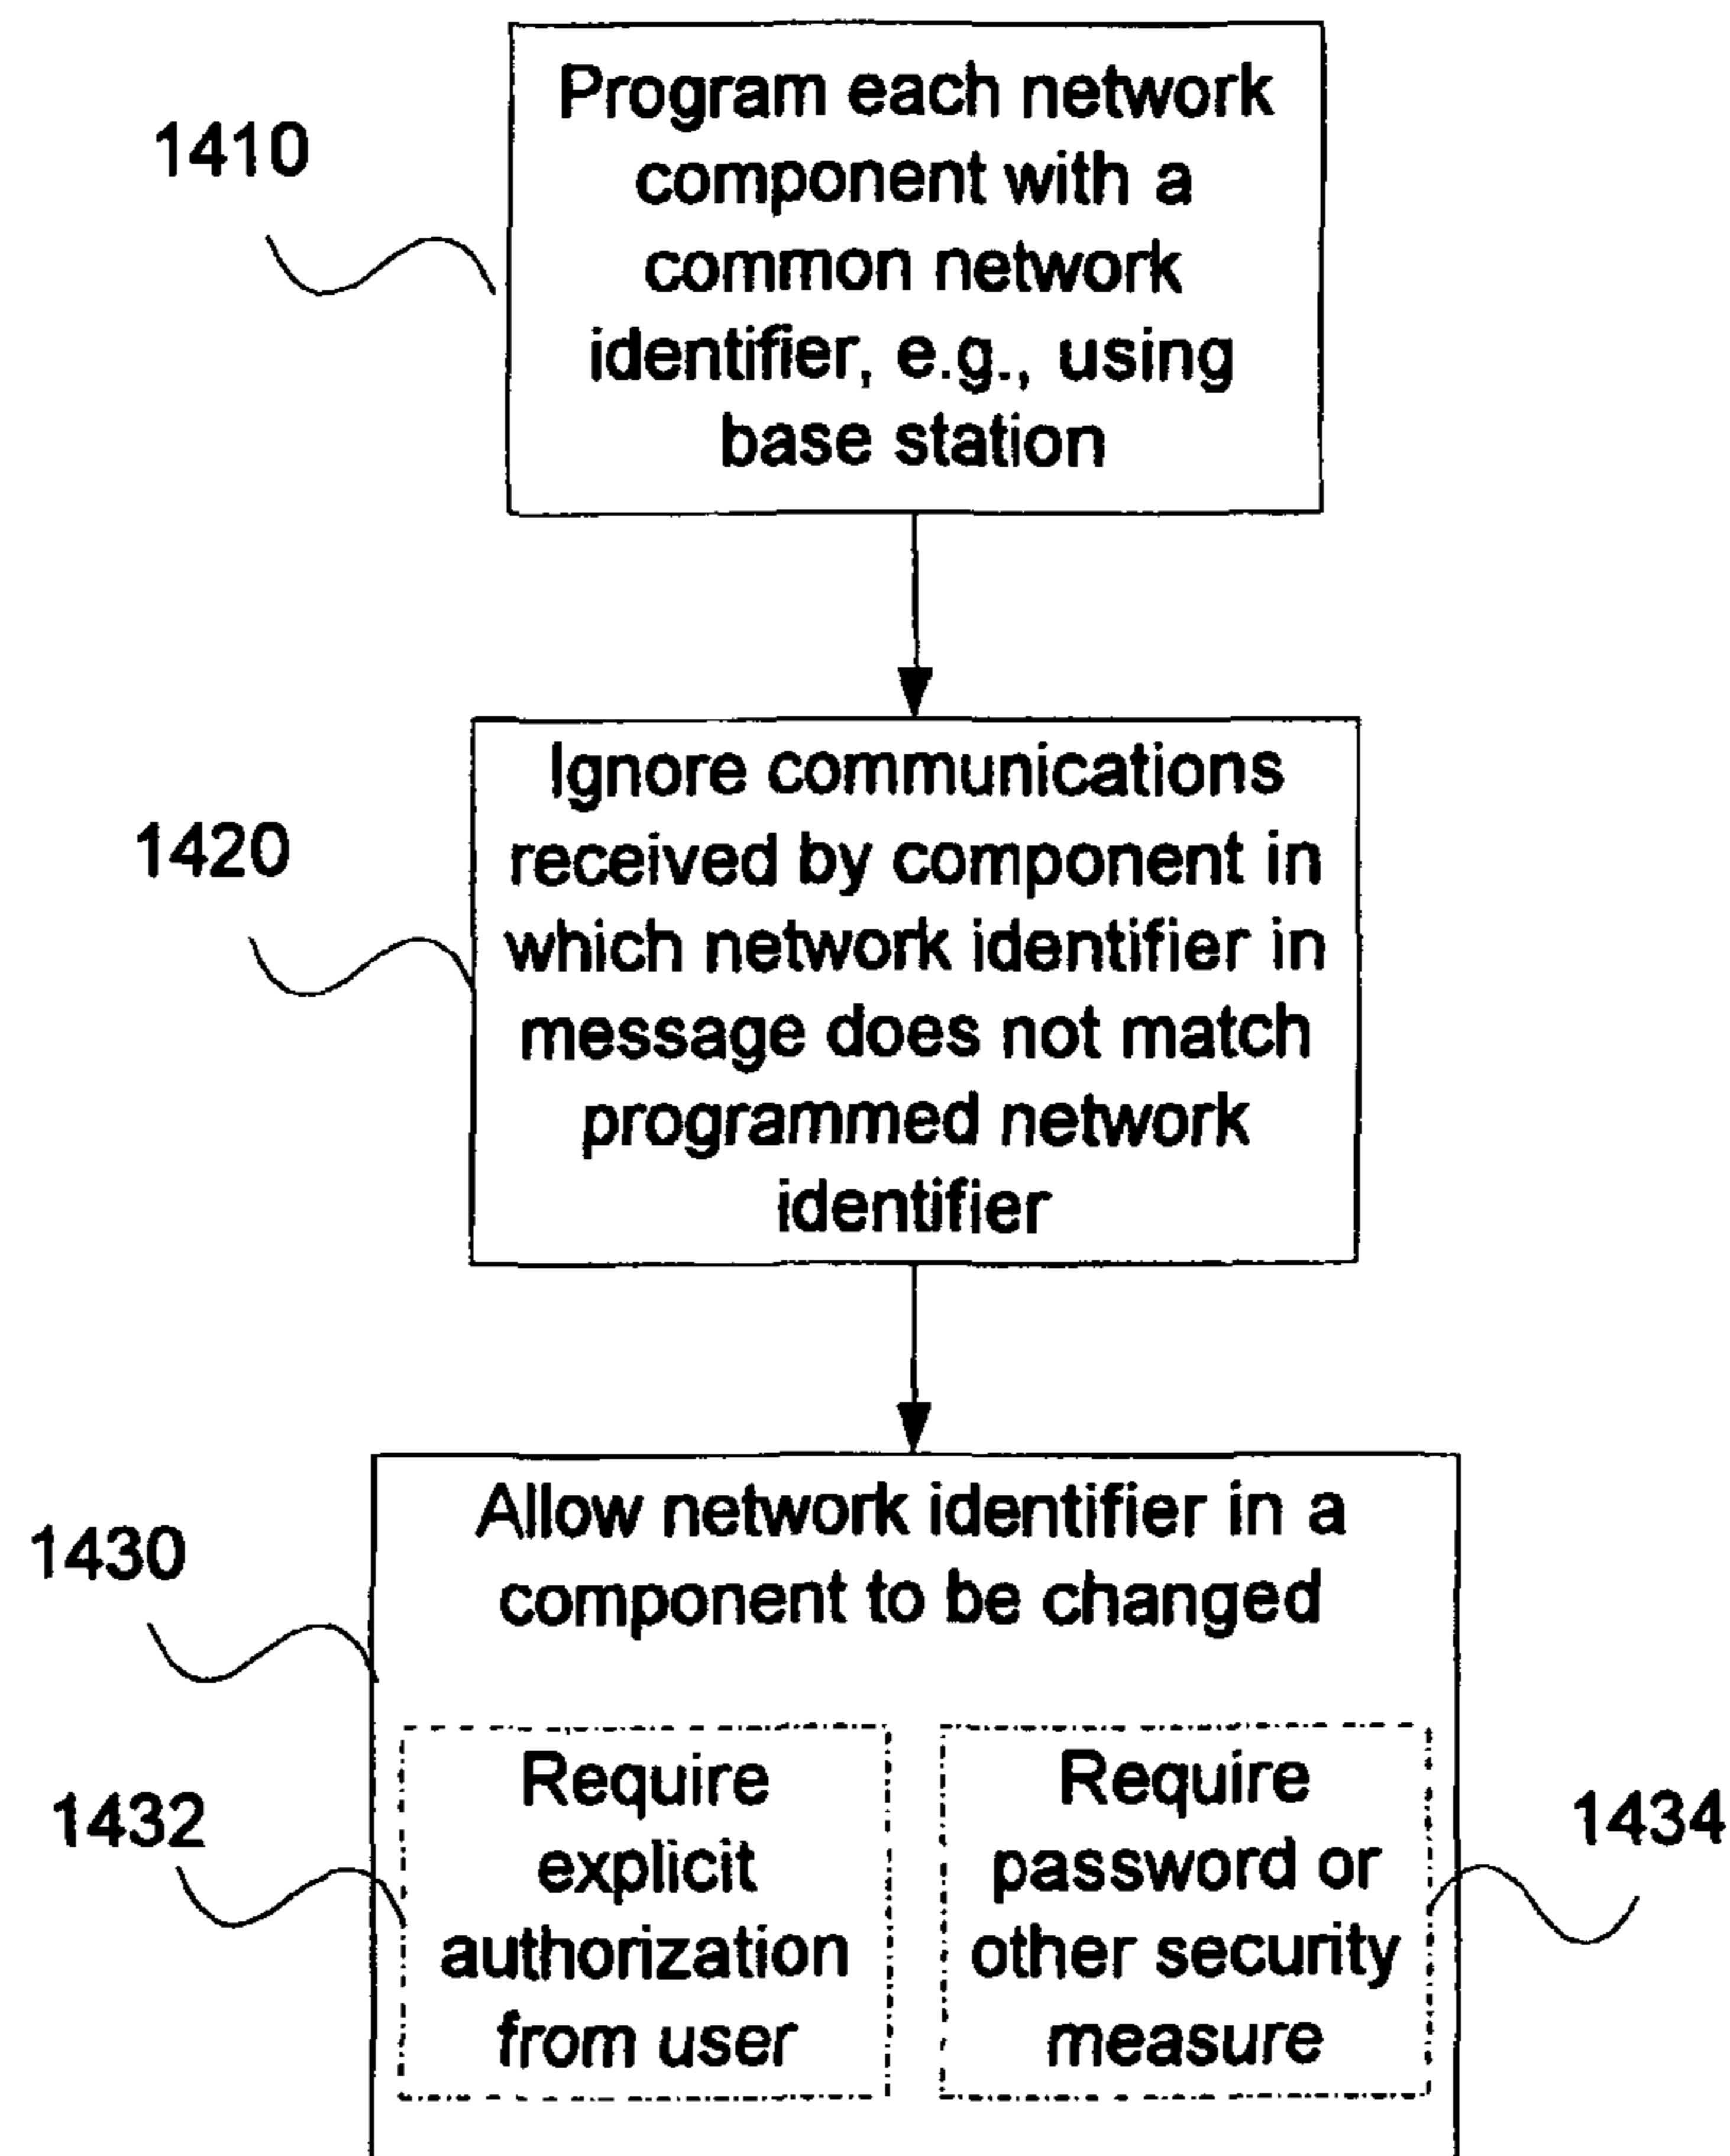 1410
Program each network
component with a
common network
identifier, e.g., using
base station
1420
Ignore communications
received by component in
which network identifier in
message does not match
programmed network
identifier
1430
Allow network identifier in a
component to be changed
1432
Require
explicit
authorization
from user
Require
password or
other security
measure
1434